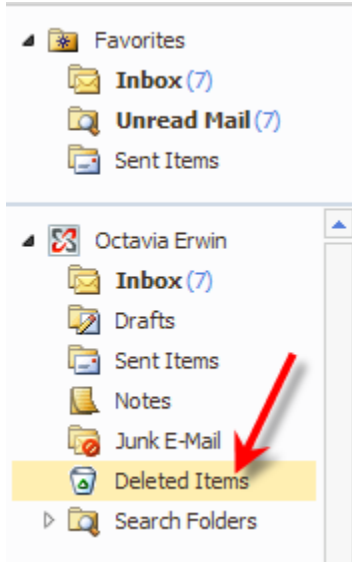 Favorites
Inbox (7)
Unread Mail (7)
Sent Items
Octavia Erwin
Inbox (7)
Drafts
Sent Items
Notes
Junk E-Mail
Deleted Items
Search Folders